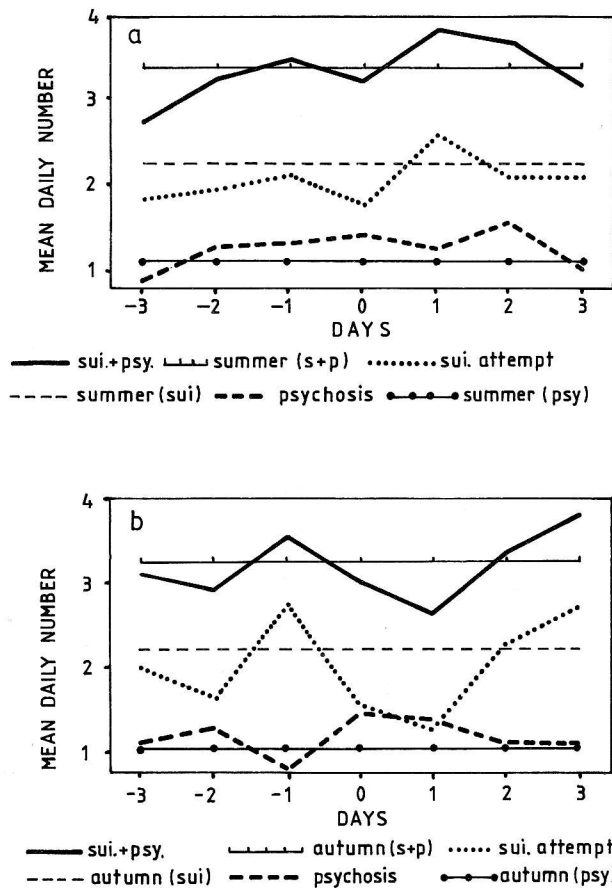 a
MEAN DAILY NUMBER
4
3
2
1
-3 -2 -1 0 1 2 3
DAYS
sui.+psy. summer (s+p) sui. attempt
summer (sui) psychosis summer (psy)
b
MEAN DAILY NUMBER
4
3
2
1
-3 -2 -1 0 1 2 3
DAYS
sui.+psy. autumn (s+p) sui. attempt
autumn (sui) psychosis autumn (psy